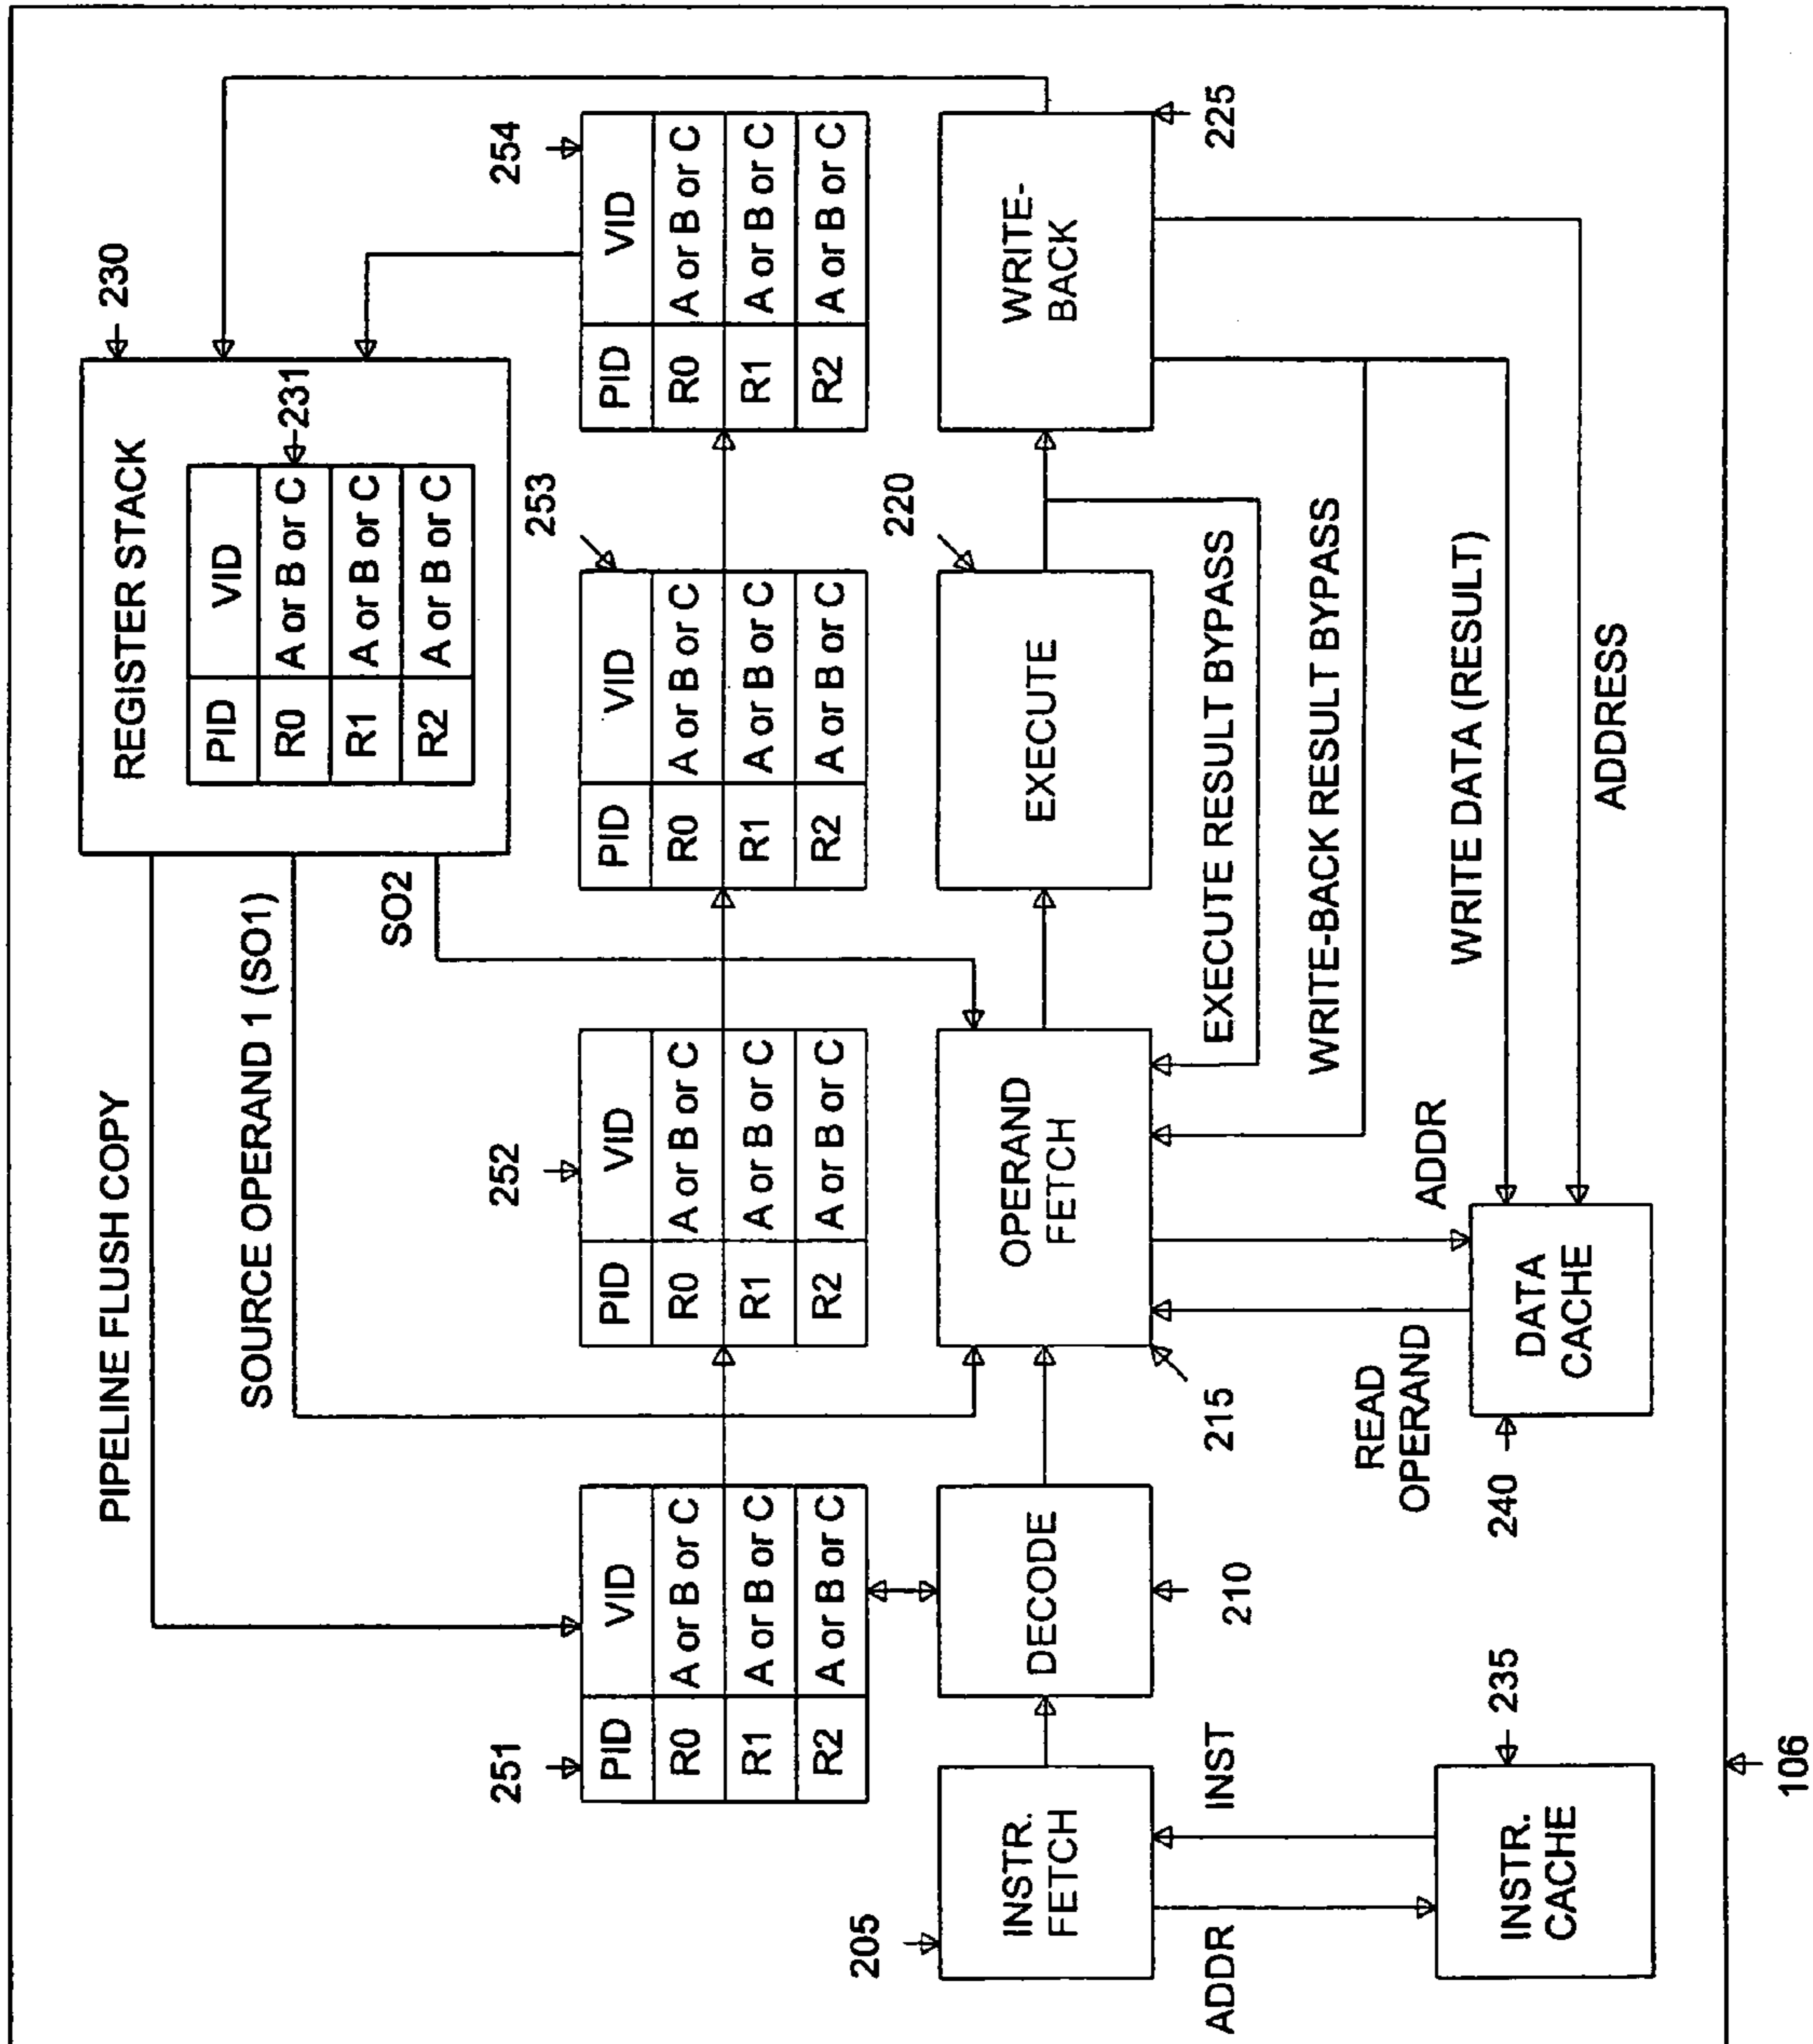 230
REGISTER STACK
231
PID VID
R0 A or B or C
R1 A or B or C
R2 A or B or C
PIPELINE FLUSH COPY
SOURCE OPERAND 1 (SO1)
SO2
251
PID VID
R0 A or B or C
R1 A or B or C
R2 A or B or C
252
PID VID
R0 A or B or C
R1 A or B or C
R2 A or B or C
253
PID VID
R0 A or B or C
R1 A or B or C
R2 A or B or C
254
PID VID
R0 A or B or C
R1 A or B or C
R2 A or B or C
205
INSTR.
FETCH
DECODE
210
OPERAND
FETCH
215
220
EXECUTE
WRITE-
BACK
225
EXECUTE RESULT BYPASS
WRITE-BACK RESULT BYPASS
WRITE DATA (RESULT)
ADDRESS
ADDR
INST
READ
OPERAND
ADDR
INSTR.
CACHE
235
240
DATA
CACHE
106